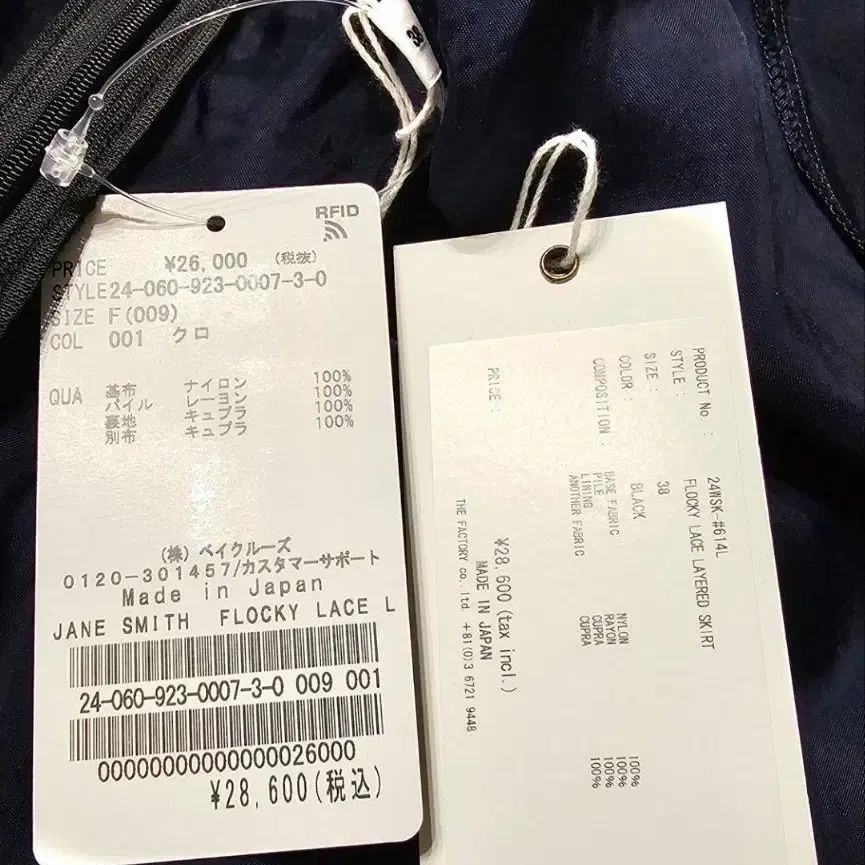 38
RFID
PRICE ¥26,000 (税抜)
STYLE24-060-923-0007-3-0
SIZE F(009)
COL 001 クロ
QUA 基布 ナイロン 100%
パイル レーヨン 100%
裏地 キュプラ 100%
別布 キュプラ 100%
(株)ベイクルーズ
0120-301457/カスタマーサポート
Made in Japan
JANE SMITH FLOCKY LACE L
24-060-923-0007-3-0 009 001
00000000000000026000
¥28,600(税込)
PRODUCT No. : 24WSK-#614L
STYLE : FLOCKY LACE LAYERED SKIRT
SIZE : 38
COLOR : BLACK
COMPOSITION : BASE FABRIC NYLON 100%
PILE RAYON 100%
LINING CUPRA 100%
ANOTHER FABRIC CUPRA 100%
PRICE : ¥28,600 (tax incl.)
MADE IN JAPAN
THE FACTORY co.,ltd. +81(0)3 6721 9448